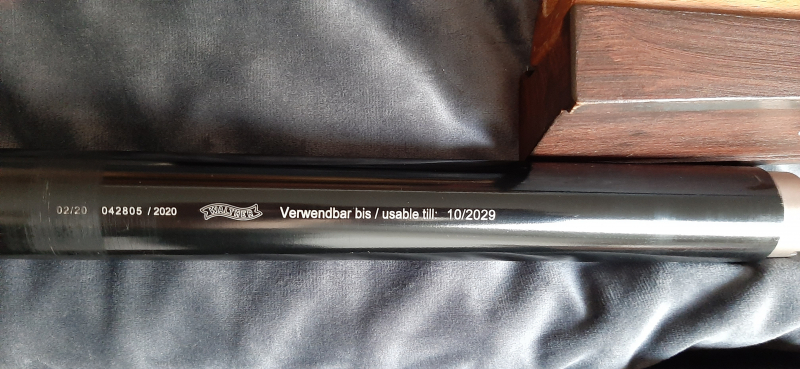 02/20 042805 / 2020 WALTHER Verwendbar bis / usable till: 10/2029